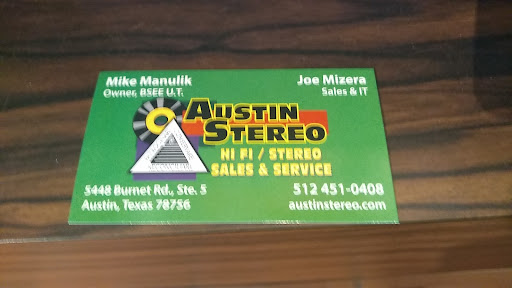 Mike Manulik
Owner, BSEE U.T.
Joe Mizera
Sales & IT
AUSTIN
STEREO
HI FI / STEREO
SALES & SERVICE
5448 Burnet Rd., Ste. 5
Austin, Texas 78756
512 451-0408
austinstereo.com